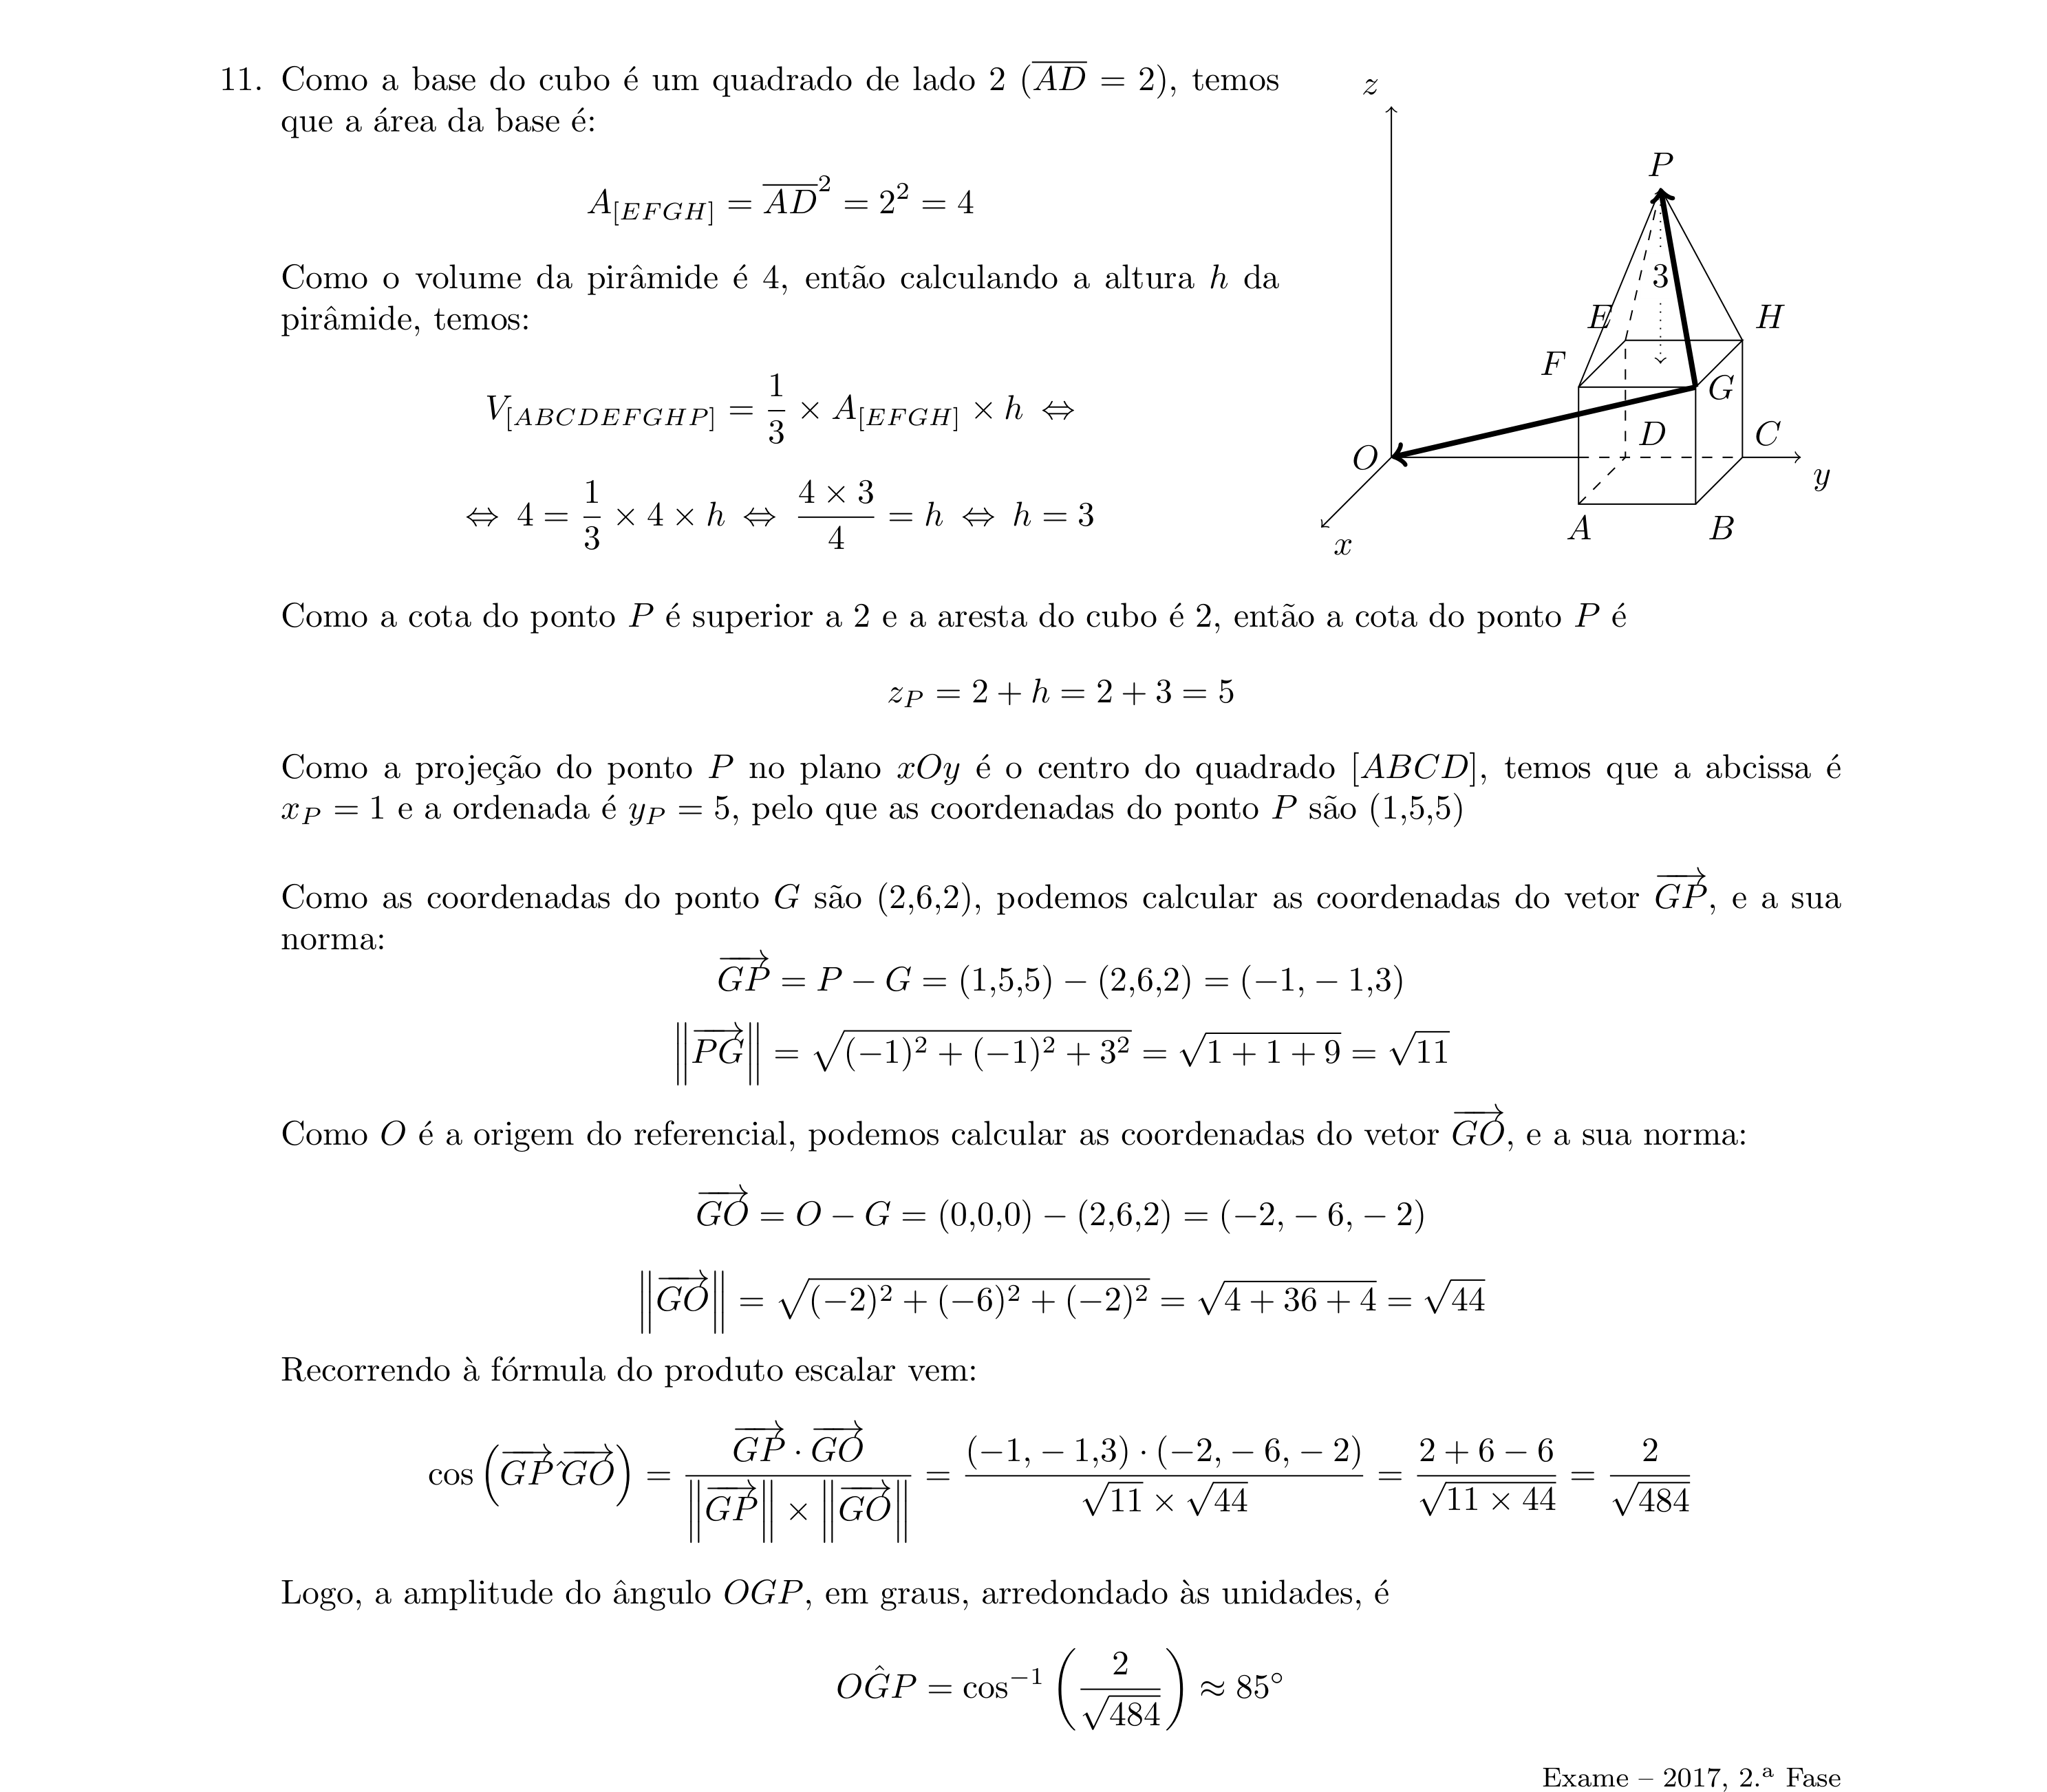 11. Como a base do cubo é um quadrado de lado 2 ($\overline{AD} = 2$), temos
que a área da base é:
$A_{[EFGH]} = \overline{AD}^2 = 2^2 = 4$
Como o volume da pirâmide é 4, então calculando a altura $h$ da
pirâmide, temos:
$V_{[ABCDEFGHP]} = \frac{1}{3} \times A_{[EFGH]} \times h \Leftrightarrow$
$\Leftrightarrow 4 = \frac{1}{3} \times 4 \times h \Leftrightarrow \frac{4 \times 3}{4} = h \Leftrightarrow h = 3$
z
P
3
E
H
F
G
D
C
O
y
A
B
x
Como a cota do ponto $P$ é superior a 2 e a aresta do cubo é 2, então a cota do ponto $P$ é
$z_P = 2 + h = 2 + 3 = 5$
Como a projeção do ponto $P$ no plano $xOy$ é o centro do quadrado $[ABCD]$, temos que a abcissa é
$x_P = 1$ e a ordenada é $y_P = 5$, pelo que as coordenadas do ponto $P$ são (1,5,5)
Como as coordenadas do ponto $G$ são (2,6,2), podemos calcular as coordenadas do vetor $\overrightarrow{GP}$, e a sua
norma:
$\overrightarrow{GP} = P - G = (1,5,5) - (2,6,2) = (-1,-1,3)$
$\left\|\overrightarrow{PG}\right\| = \sqrt{(-1)^2 + (-1)^2 + 3^2} = \sqrt{1 + 1 + 9} = \sqrt{11}$
Como $O$ é a origem do referencial, podemos calcular as coordenadas do vetor $\overrightarrow{GO}$, e a sua norma:
$\overrightarrow{GO} = O - G = (0,0,0) - (2,6,2) = (-2,-6,-2)$
$\left\|\overrightarrow{GO}\right\| = \sqrt{(-2)^2 + (-6)^2 + (-2)^2} = \sqrt{4 + 36 + 4} = \sqrt{44}$
Recorrendo à fórmula do produto escalar vem:
$\cos\left(\overrightarrow{GP}\hat{\ }\overrightarrow{GO}\right) = \frac{\overrightarrow{GP} \cdot \overrightarrow{GO}}{\left\|\overrightarrow{GP}\right\| \times \left\|\overrightarrow{GO}\right\|} = \frac{(-1,-1,3) \cdot (-2,-6,-2)}{\sqrt{11} \times \sqrt{44}} = \frac{2 + 6 - 6}{\sqrt{11 \times 44}} = \frac{2}{\sqrt{484}}$
Logo, a amplitude do ângulo $OGP$, em graus, arredondado às unidades, é
$O\hat{G}P = \cos^{-1}\left(\frac{2}{\sqrt{484}}\right) \approx 85^\circ$
Exame – 2017, 2.ª Fase